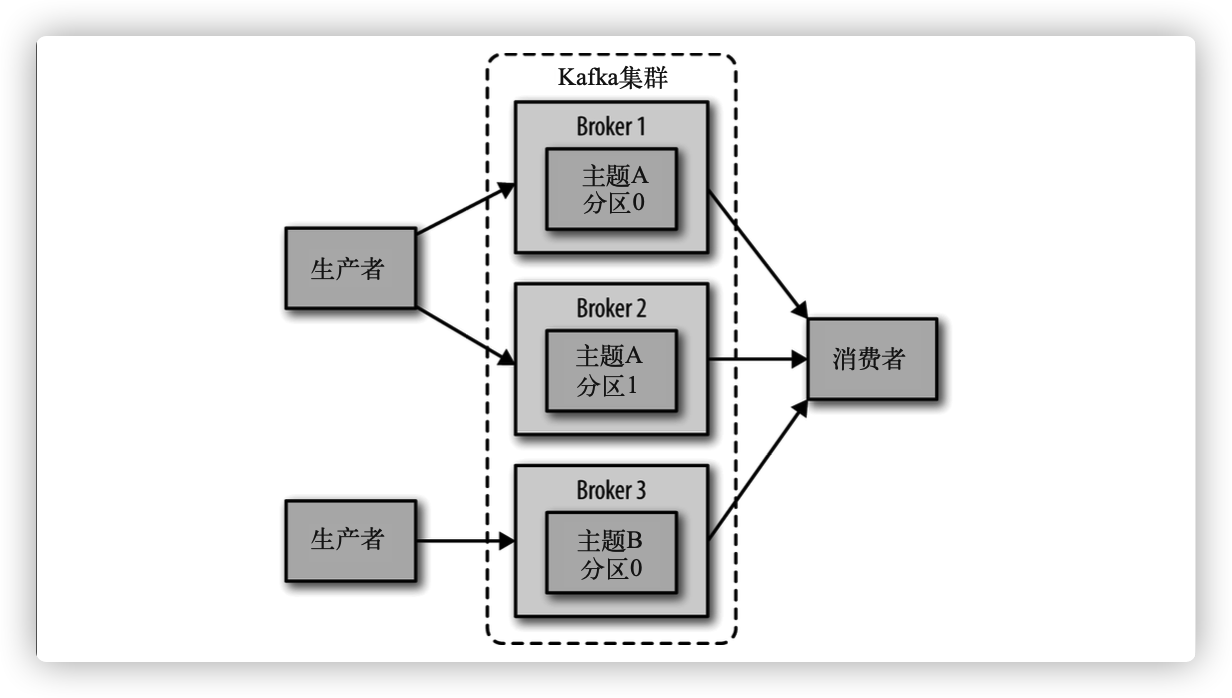 Kafka集群
Broker 1
主题A
分区0
生产者
Broker 2
主题A
分区1
消费者
Broker 3
主题B
分区0
生产者